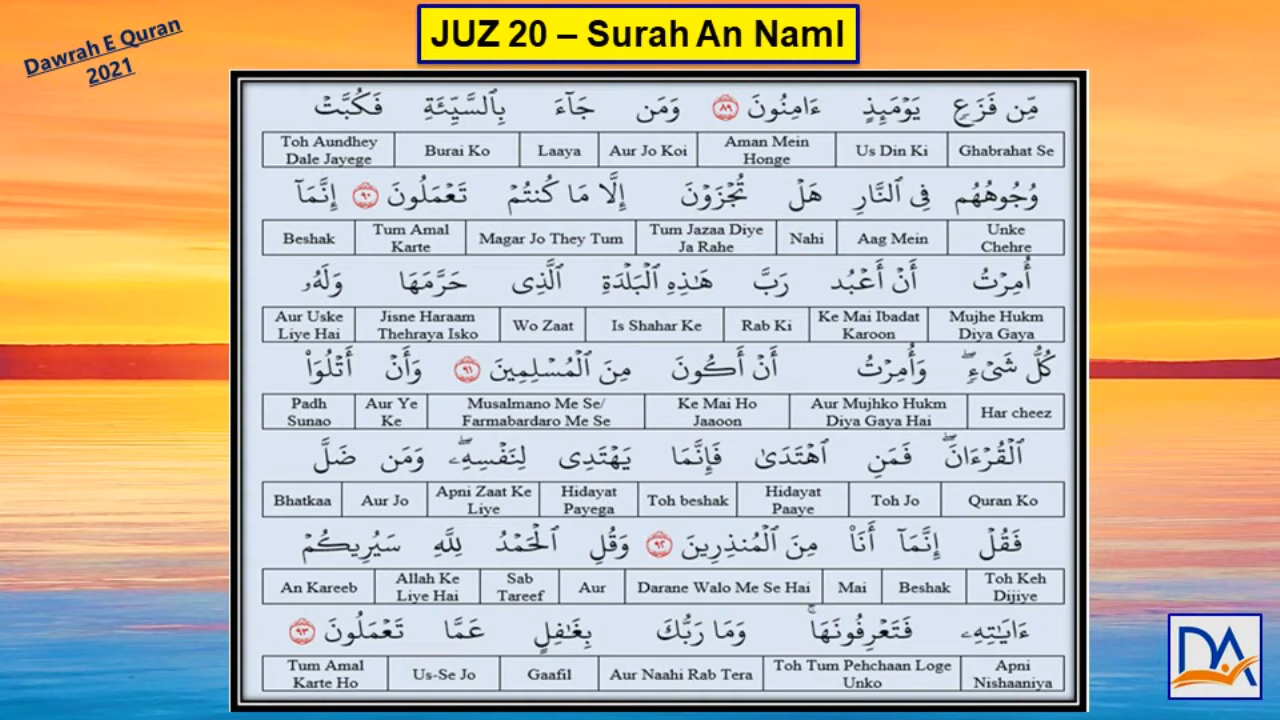 Dawrah E Quran
2021
JUZ 20 – Surah An Naml
مِّن فَزَعٍ يَوْمَئِذٍ ءَامِنُونَ ٨٩ وَمَن جَآءَ بِٱلسَّيِّئَةِ فَكُبَّتْ
Ghabrahat Se | Us Din Ki | Aman Mein Honge | Aur Jo Koi | Laaya | Burai Ko | Toh Aundhey Dale Jayege
وُجُوهُهُمْ فِى ٱلنَّارِ هَلْ تُجْزَوْنَ إِلَّا مَا كُنتُمْ تَعْمَلُونَ ٩٠ إِنَّمَآ
Unke Chehre | Aag Mein | Nahi | Tum Jazaa Diye Ja Rahe | Magar Jo They Tum | Tum Amal Karte | Beshak
أُمِرْتُ أَنْ أَعْبُدَ رَبَّ هَـٰذِهِ ٱلْبَلْدَةِ ٱلَّذِى حَرَّمَهَا وَلَهُۥ
Mujhe Hukm Diya Gaya | Ke Mai Ibadat Karoon | Rab Ki | Is Shahar Ke | Wo Zaat | Jisne Haraam Thehraya Isko | Aur Uske Liye Hai
كُلُّ شَىْءٍ ۖ وَأُمِرْتُ أَنْ أَكُونَ مِنَ ٱلْمُسْلِمِينَ ٩١ وَأَنْ أَتْلُوَا۟
Har cheez | Aur Mujhko Hukm Diya Gaya Hai | Ke Mai Ho Jaaoon | Musalmano Me Se/ Farmabardaro Me Se | Aur Ye Ke | Padh Sunao
ٱلْقُرْءَانَ ۖ فَمَنِ ٱهْتَدَىٰ فَإِنَّمَا يَهْتَدِى لِنَفْسِهِۦ ۖ وَمَن ضَلَّ
Quran Ko | Toh Jo | Hidayat Paaye | Toh beshak | Hidayat Payega | Apni Zaat Ke Liye | Aur Jo | Bhatkaa
فَقُلْ إِنَّمَآ أَنَا۠ مِنَ ٱلْمُنذِرِينَ ٩٢ وَقُلِ ٱلْحَمْدُ لِلَّهِ سَيُرِيكُمْ
Toh Keh Dijiye | Beshak | Mai | Darane Walo Me Se Hai | Aur | Sab Tareef | Allah Ke Liye Hai | An Kareeb
ءَايَـٰتِهِۦ فَتَعْرِفُونَهَا ۚ وَمَا رَبُّكَ بِغَـٰفِلٍ عَمَّا تَعْمَلُونَ ٩٣
Apni Nishaaniya | Toh Tum Pehchaan Loge Unko | Aur Naahi Rab Tera | Gaafil | Us-Se Jo | Tum Amal Karte Ho
DA